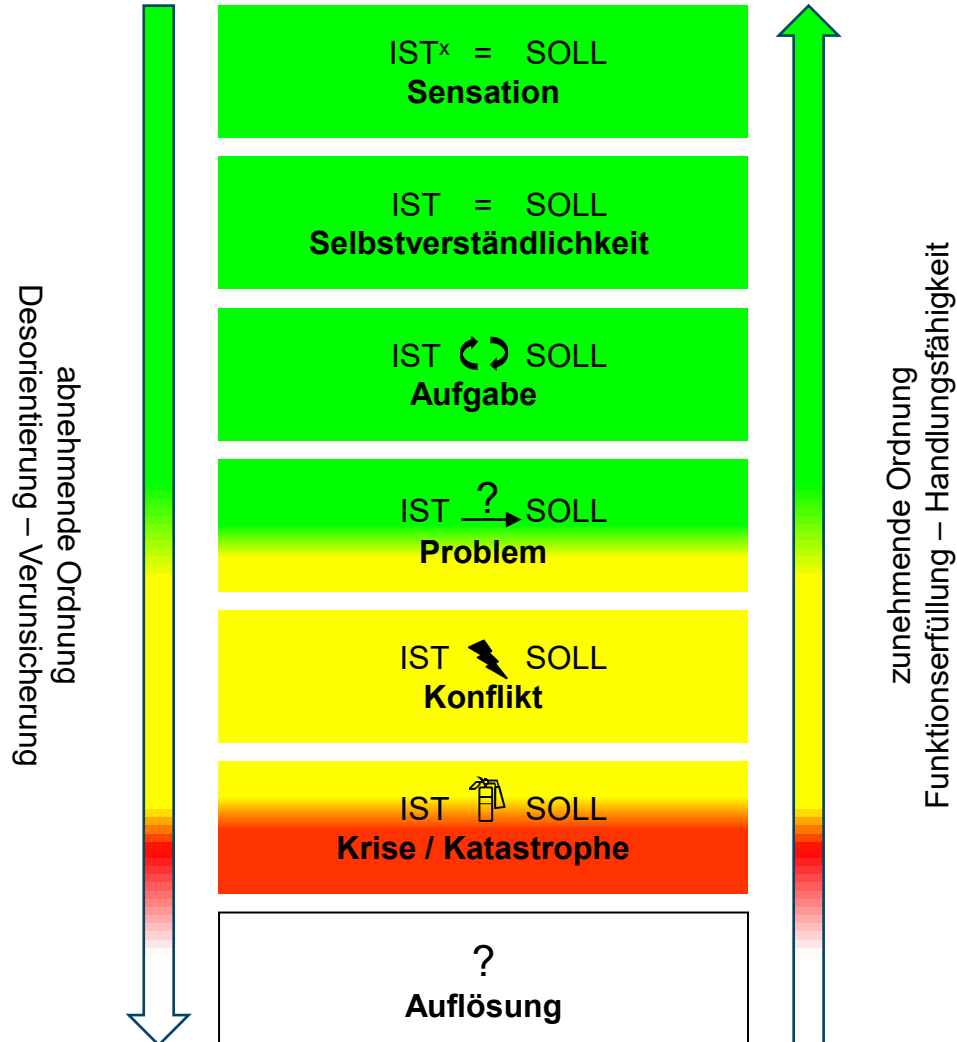 ISTˣ = SOLL
Sensation
IST = SOLL
Selbstverständlichkeit
IST SOLL
Aufgabe
IST ? SOLL
Problem
IST SOLL
Konflikt
IST SOLL
Krise / Katastrophe
?
Auflösung
abnehmende Ordnung
Desorientierung – Verunsicherung
zunehmende Ordnung
Funktionserfüllung – Handlungsfähigkeit